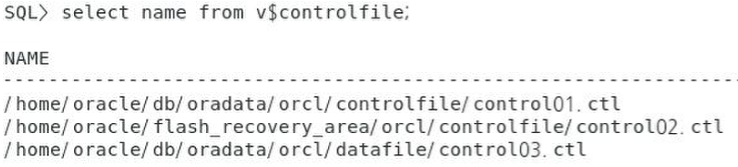 SQL> select name from v$controlfile;
NAME
--------------------------------------------------------------------------------
/home/oracle/db/oradata/orcl/controlfile/control01.ctl
/home/oracle/flash_recovery_area/orcl/controlfile/control02.ctl
/home/oracle/db/oradata/orcl/datafile/control03.ctl